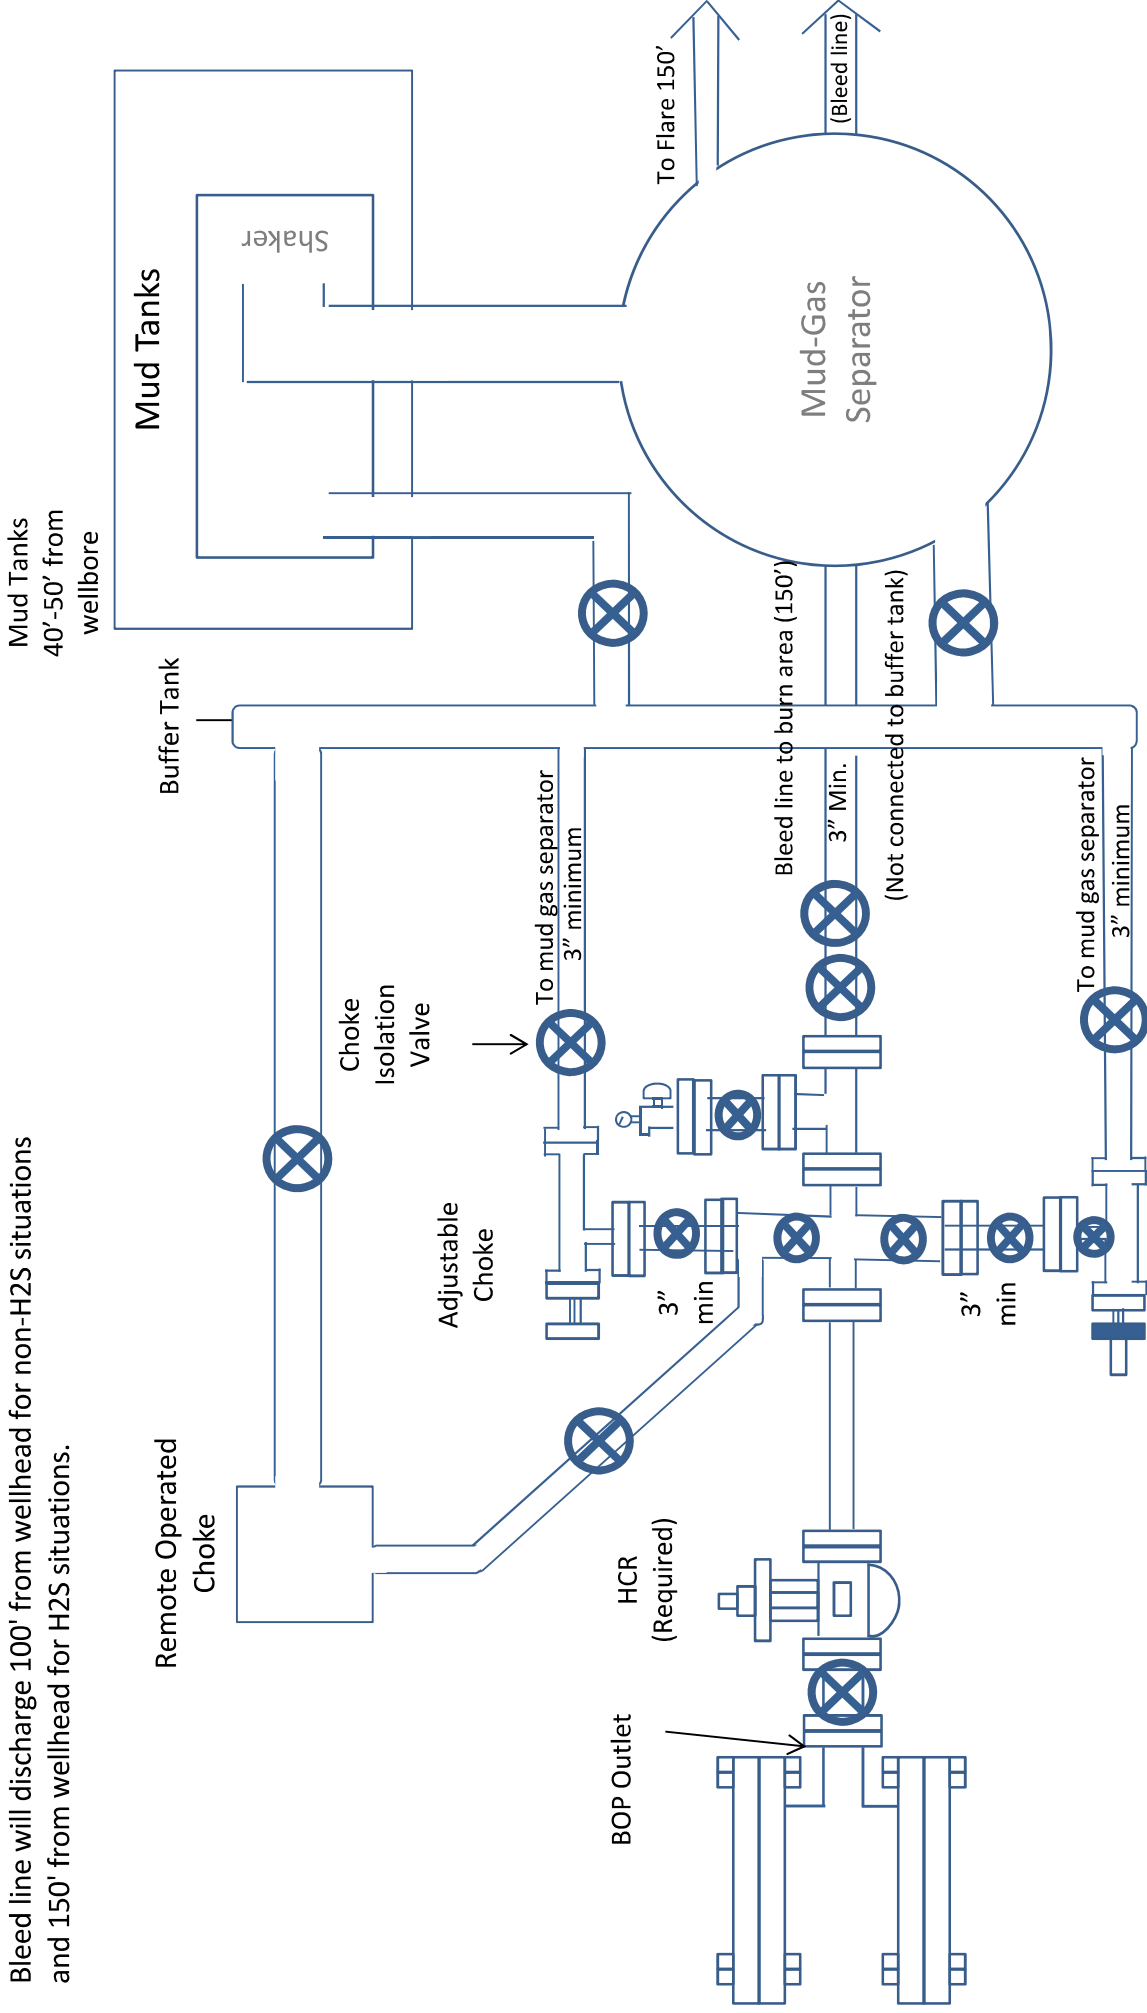 Bleed line will discharge 100' from wellhead for non-H2S situations
and 150' from wellhead for H2S situations.
Mud Tanks
40’-50’ from
wellbore
Mud Tanks
Shaker
Buffer Tank
Remote Operated
Choke
Choke
Isolation
Valve
Adjustable
Choke
To mud gas separator
3” minimum
To Flare 150’
(Bleed line)
Mud-Gas
Separator
BOP Outlet
HCR
(Required)
3”
min
Bleed line to burn area (150’)
3” Min.
(Not connected to buffer tank)
3”
min
To mud gas separator
3” minimum